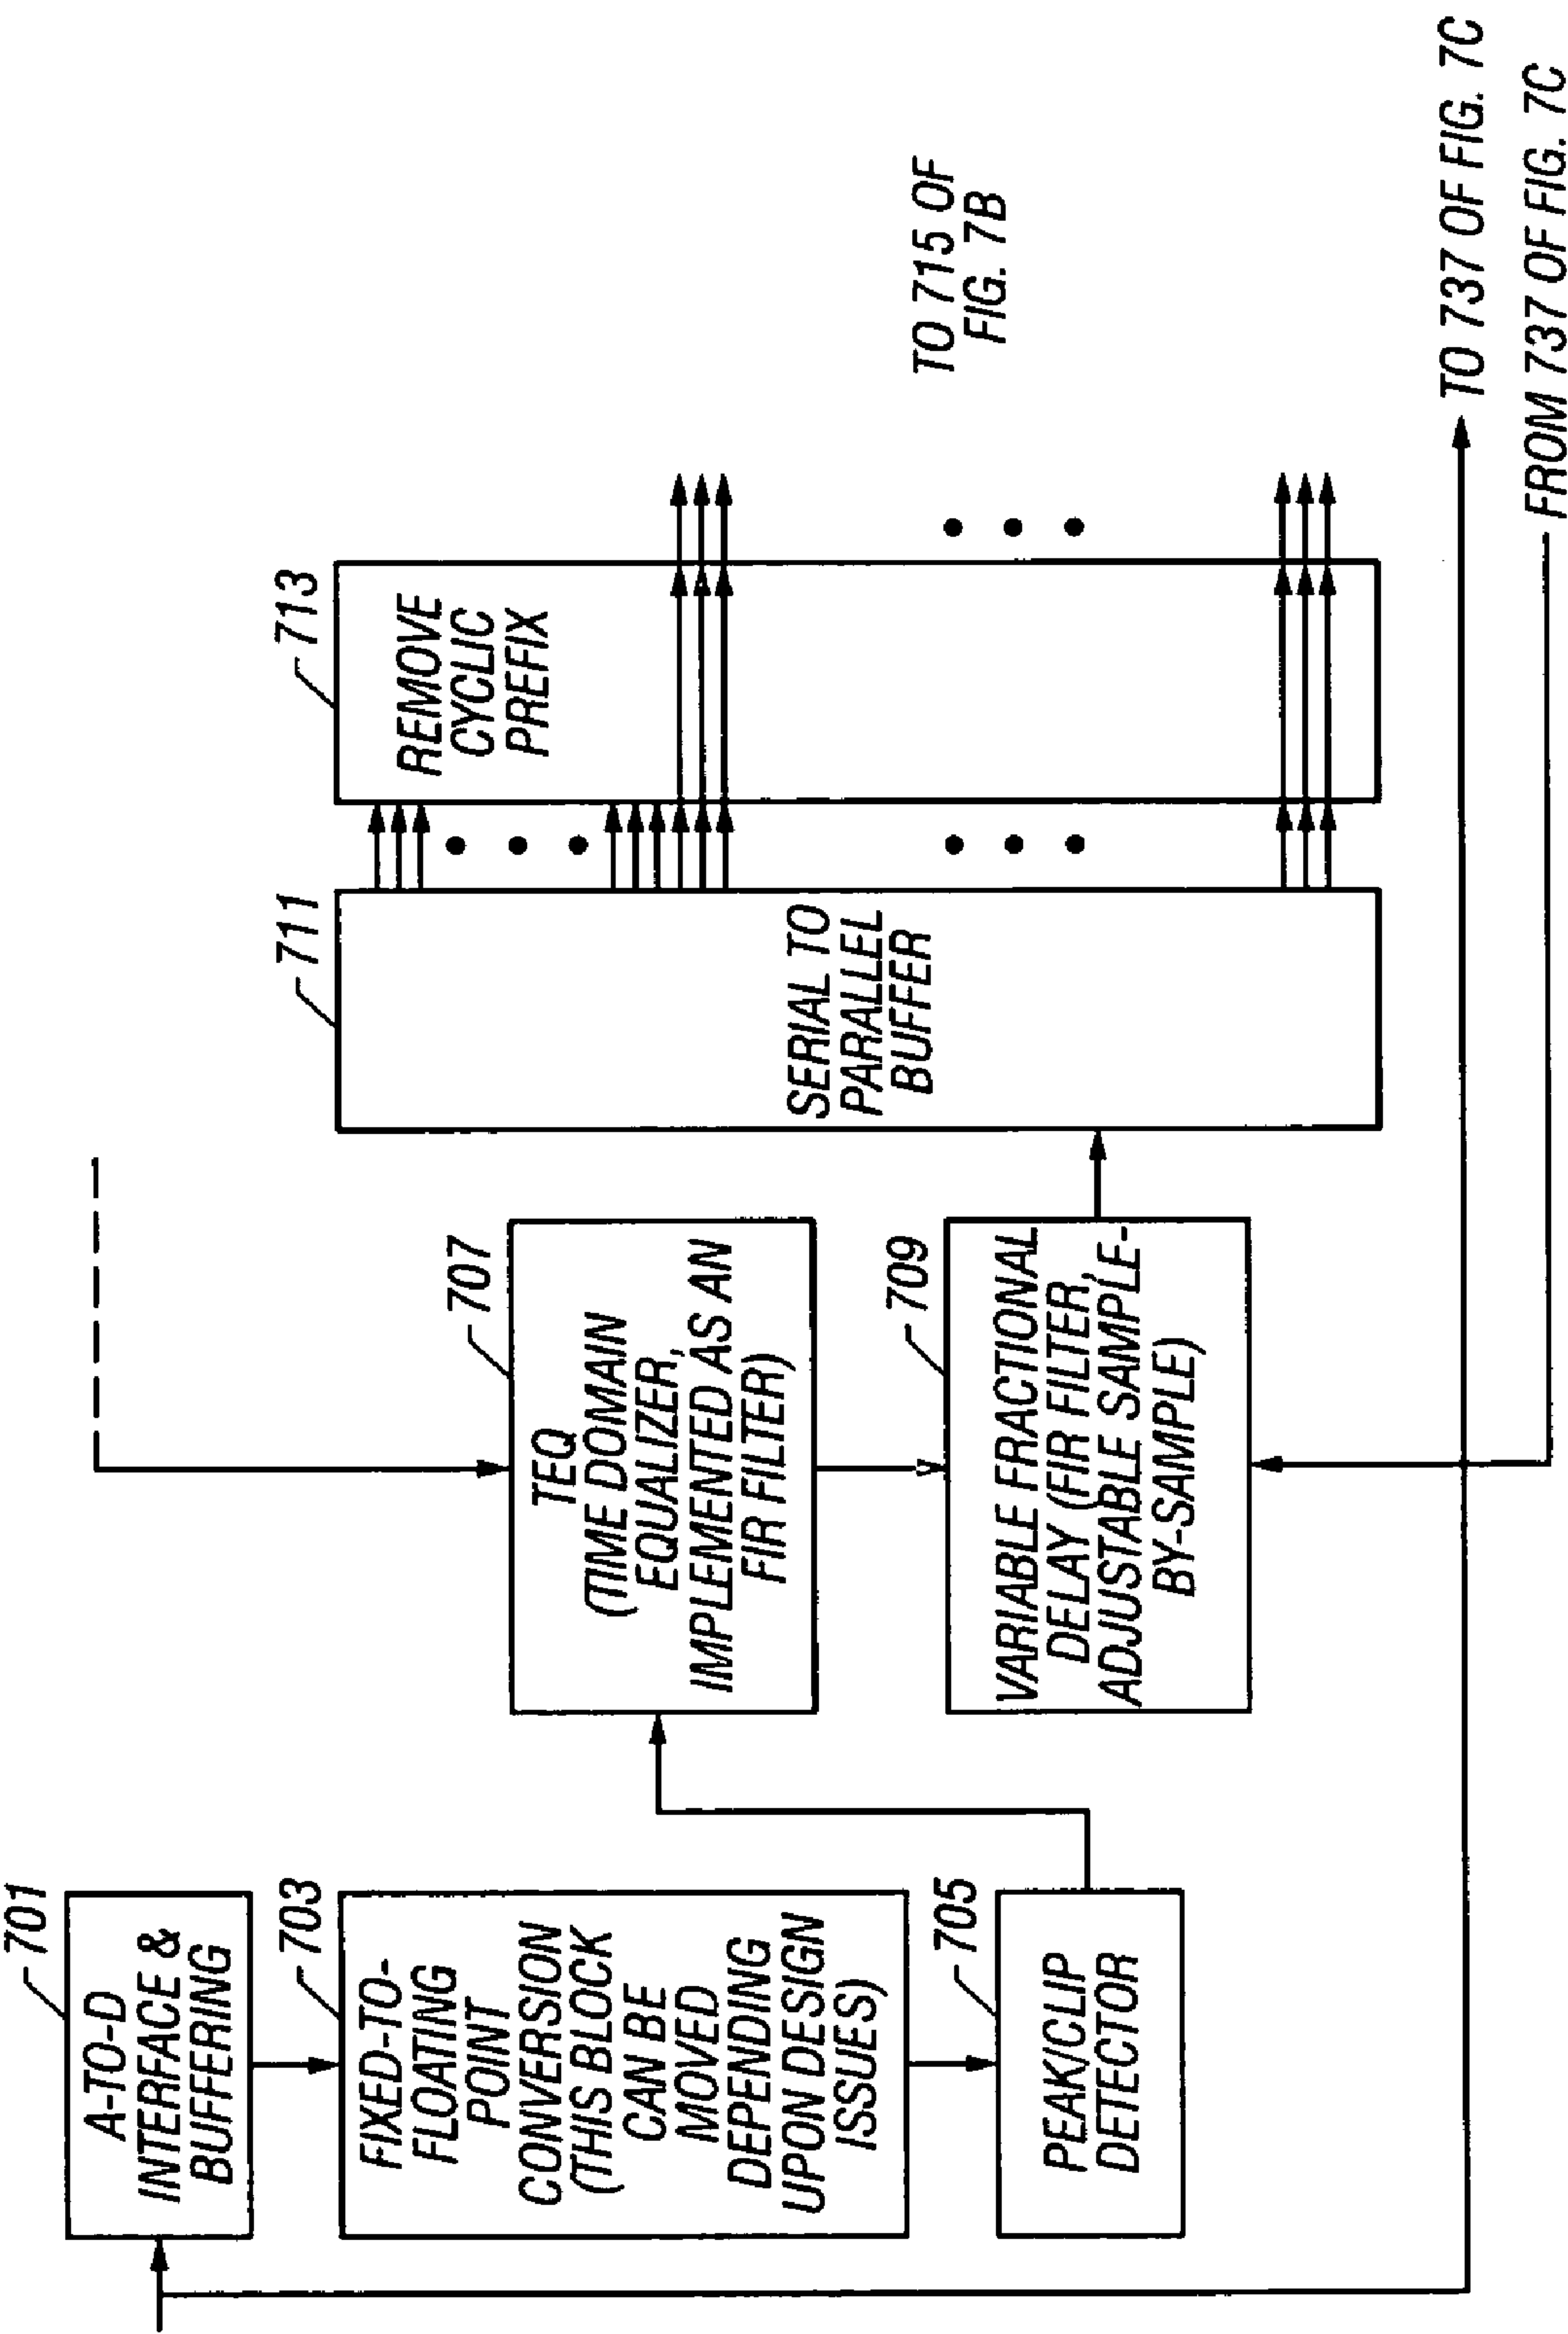 701
A-TO-D
INTERFACE &
BUFFERING
703
FIXED-TO-
FLOATING
POINT
CONVERSION
(THIS BLOCK
CAN BE
MOVED
DEPENDING
UPON DESIGN
ISSUES)
705
PEAK/CLIP
DETECTOR
707
TEQ
(TIME DOMAIN
EQUALIZER,
IMPLEMENTED AS AN
FIR FILTER)
709
VARIABLE FRACTIONAL
DELAY (FIR FILTER,
ADJUSTABLE SAMPLE-
BY-SAMPLE)
711
SERIAL TO
PARALLEL
BUFFER
713
REMOVE
CYCLIC
PREFIX
TO 715 OF
FIG. 7B
TO 737 OF FIG. 7C
FROM 737 OF FIG. 7C